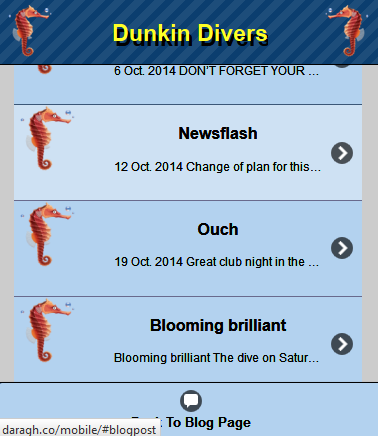 Dunkin Divers
6 Oct. 2014 DON'T FORGET YOUR ...
Newsflash
12 Oct. 2014 Change of plan for this...
Ouch
19 Oct. 2014 Great club night in the ...
Blooming brilliant
Blooming brilliant The dive on Satur...
To Blog Page
daragh.co/mobile/#blogpost